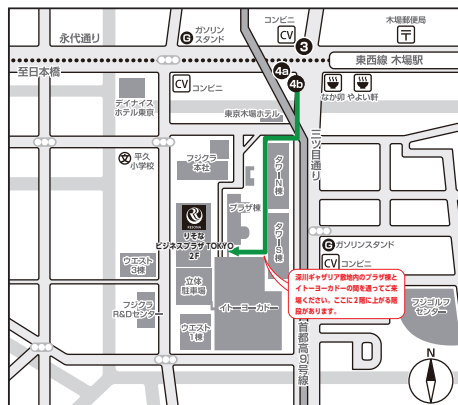 永代通り
ガソリン
スタンド
G
コンビニ
CV
3
木場郵便局
〒
至日本橋
東西線 木場駅
4a
4b
CV
コンビニ
なか卯 やよい軒
デイナイス
ホテル東京
東京木場ホテル
三ツ目通り
文
平久
小学校
フジクラ
本社
タワーN棟
プラザ棟
RESONA
りそな
ビジネスプラザ TOKYO
2F
タワーS棟
G
ガソリンスタンド
CV
コンビニ
ウエスト
3棟
立体
駐車場
イトーヨーカドー
深川ギャザリア敷地内のプラザ棟と
イトーヨーカドーの間を通ってご来
場ください。ここに2階に上がる階
段があります。
フジクラ
R&Dセンター
ウエスト
1棟
首都高9号線
フジゴルフ
センター
N